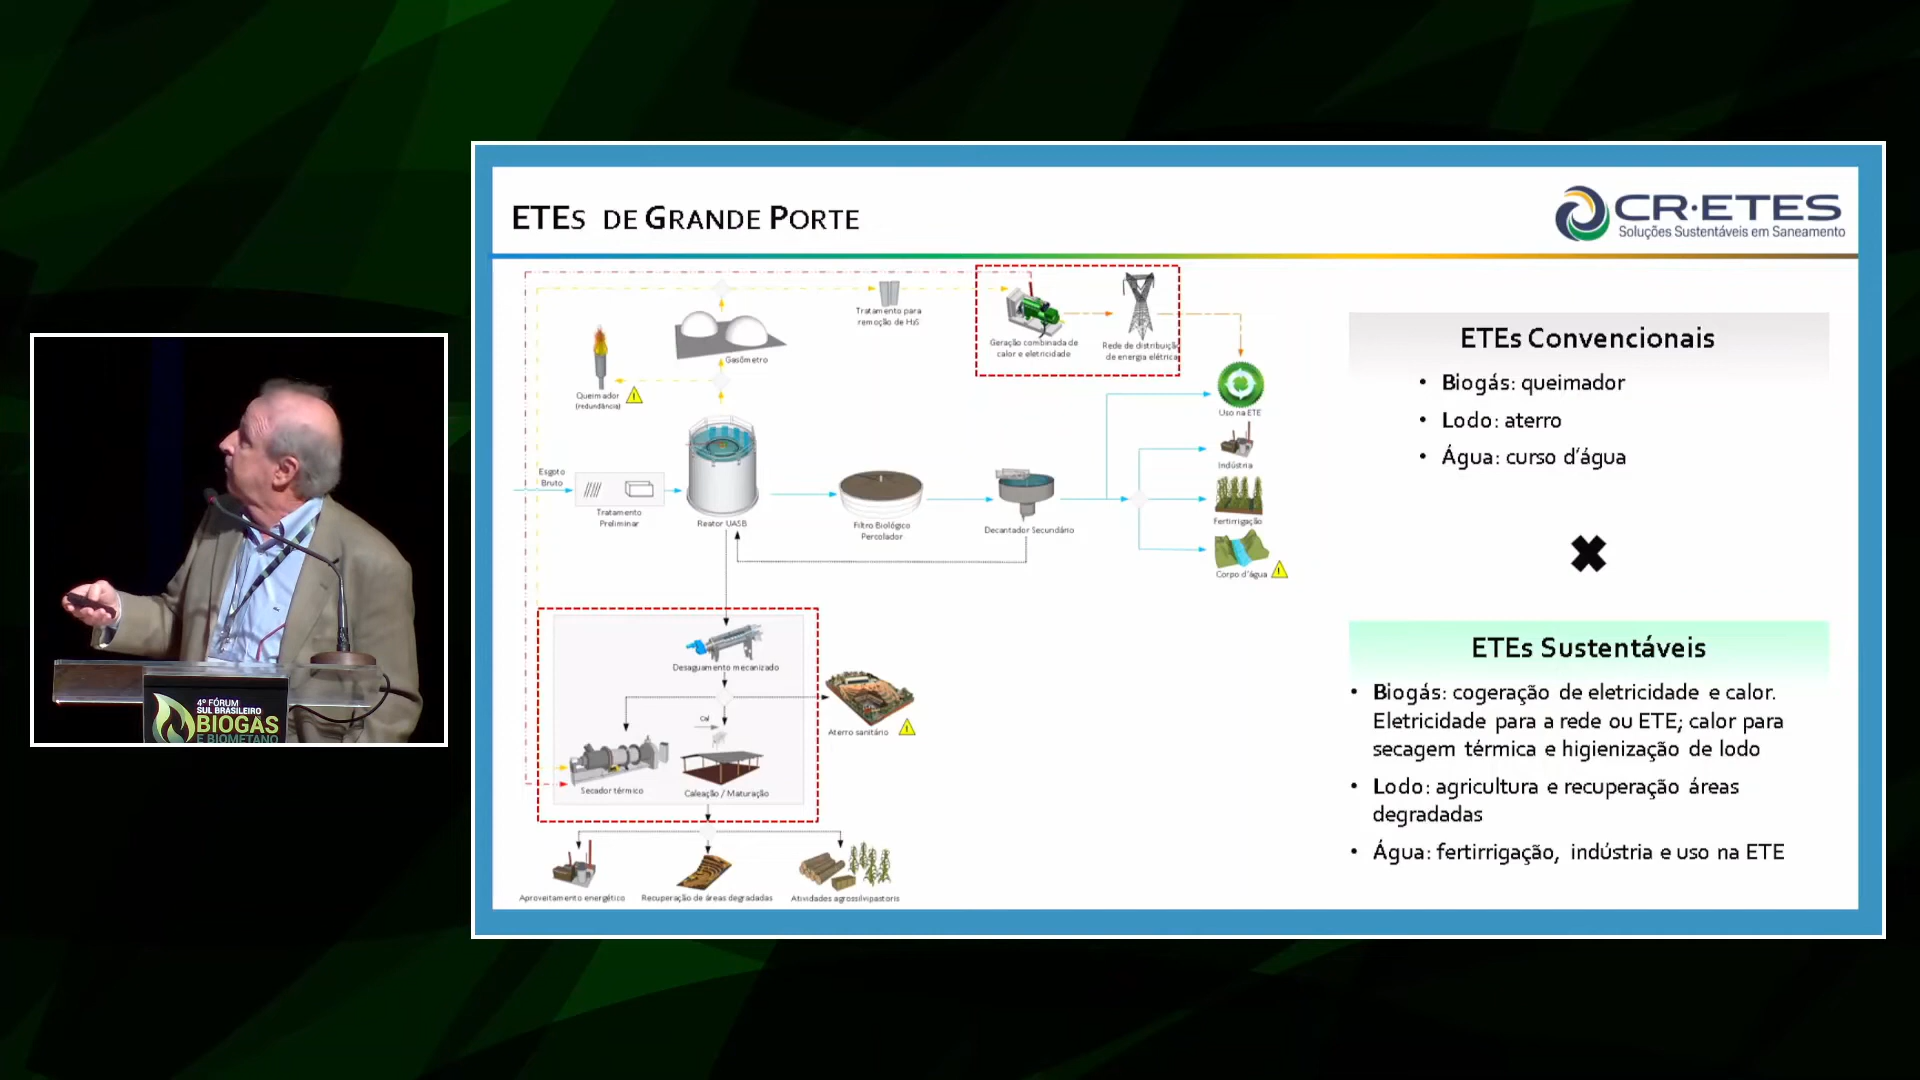 ETES DE GRANDE PORTE
CR·ETES
Soluções Sustentáveis em Saneamento
Tratamento para
remoção de H₂S
Geração combinada de
calor e eletricidade
Rede de distribuição
de energia elétrica
Gasômetro
Queimador
(redundância)
Uso na ETE
Indústria
Fertirrigação
Corpo d'água
Esgoto
Bruto
Tratamento
Preliminar
Reator UASB
Filtro Biológico
Percolador
Decantador Secundário
Desaguamento mecanizado
Cal
Aterro sanitário
Secador térmico
Caleação / Maturação
Aproveitamento energético
Recuperação de áreas degradadas
Atividades agrossilvipastoris
ETEs Convencionais
• Biogás: queimador
• Lodo: aterro
• Água: curso d'água
ETEs Sustentáveis
• Biogás: cogeração de eletricidade e calor.
Eletricidade para a rede ou ETE; calor para
secagem térmica e higienização de lodo
• Lodo: agricultura e recuperação áreas
degradadas
• Água: fertirrigação, indústria e uso na ETE
4º FÓRUM
SUL BRASILEIRO
BIOGÁS
E BIOMETANO